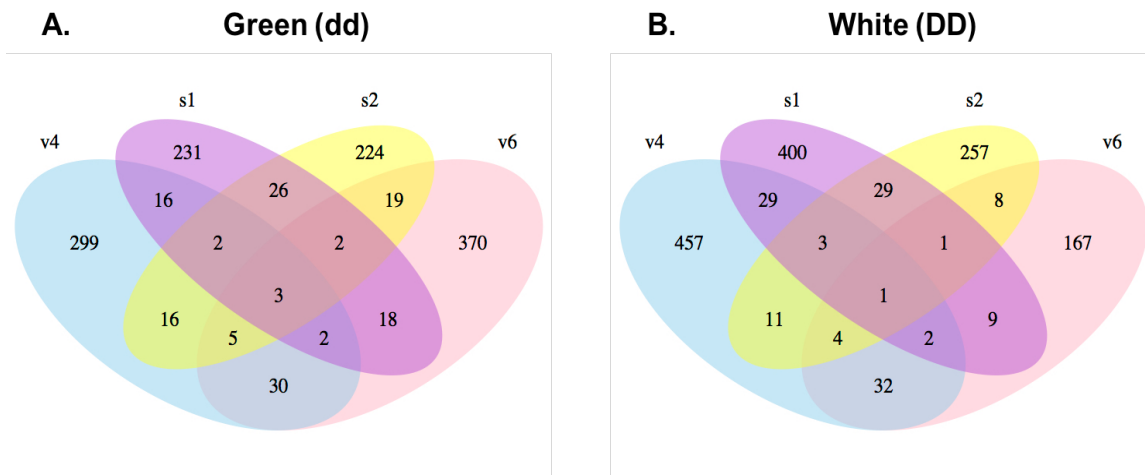 A. Green (dd)
s1 s2
v4 v6
231 224
26
16 19
299 2 2 370
3
16 18
5 2
30
B. White (DD)
s1 s2
v4 v6
400 257
29
29 8
457 3 1 167
1
11 9
4 2
32